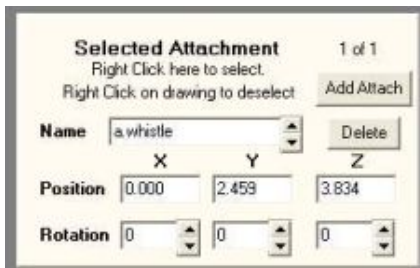 Selected Attachment 1 of 1
Right Click here to select.
Right Click on drawing to deselect Add Attach
Name a.whistle Delete
X Y Z
Position 0.000 2.459 3.834
Rotation 0 0 0